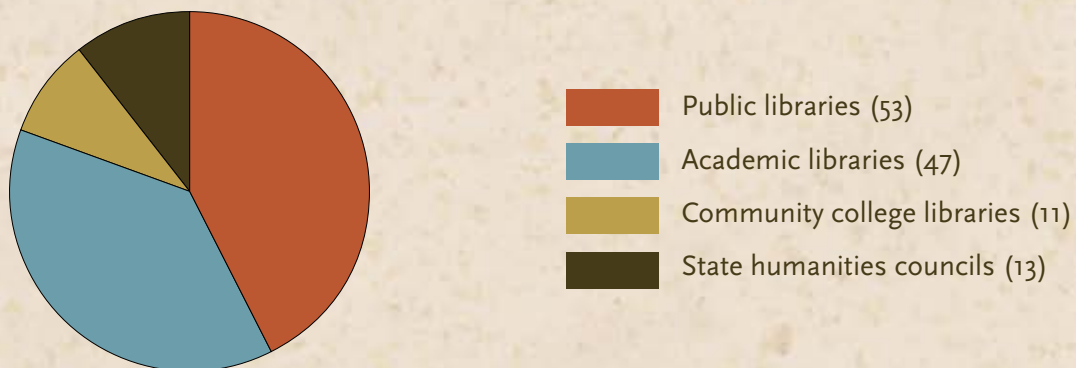 Public libraries (53)
Academic libraries (47)
Community college libraries (11)
State humanities councils (13)